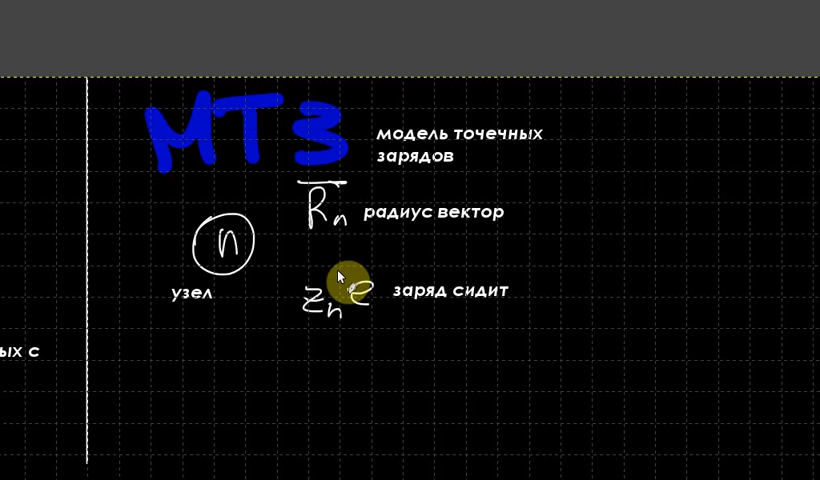 МТЗ
модель точечных
зарядов
R̅n
радиус вектор
n
узел
Zne
заряд сидит
ых с